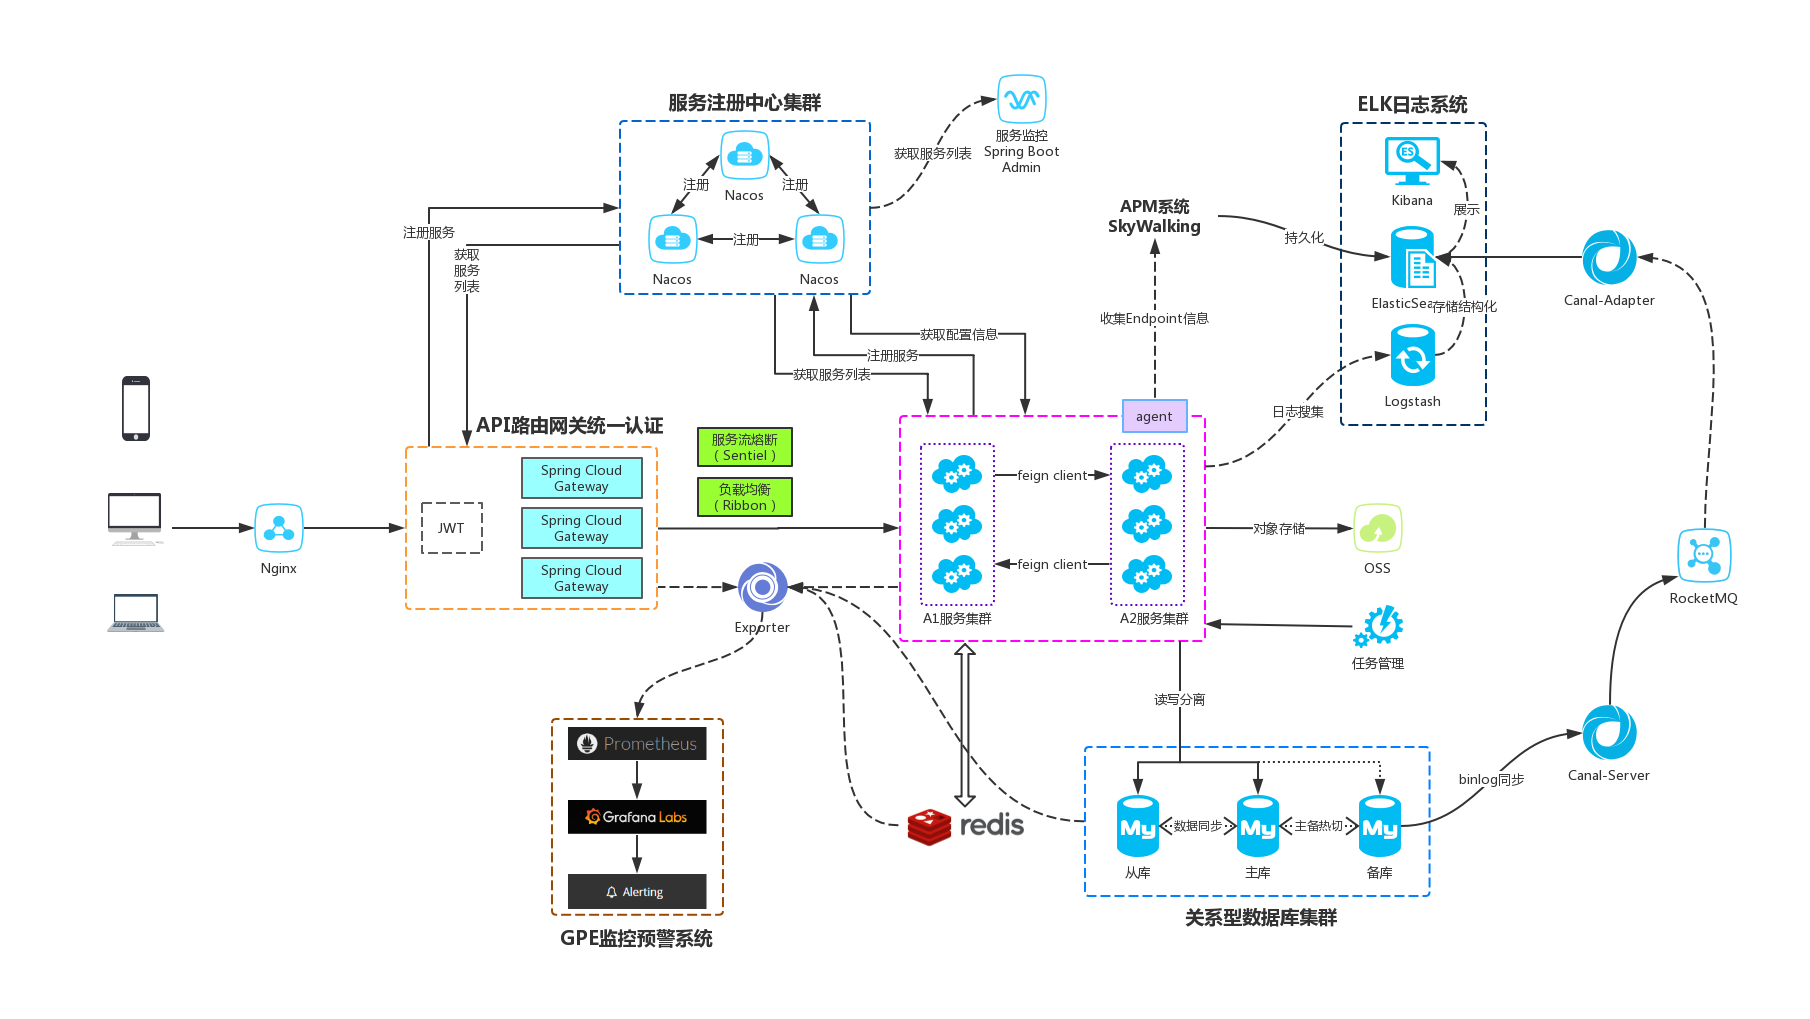 服务注册中心集群
Nacos
注册
注册
注册
Nacos
Nacos
获取服务列表
服务监控
Spring Boot
Admin
ELK日志系统
Kibana
展示
ElasticSea
存储结构化
Logstash
APM系统
SkyWalking
持久化
收集Endpoint信息
日志搜集
Canal-Adapter
注册服务
获取
服务
列表
获取配置信息
注册服务
获取服务列表
API路由网关统一认证
JWT
Spring Cloud
Gateway
Spring Cloud
Gateway
Spring Cloud
Gateway
服务流熔断
( Sentiel )
负载均衡
( Ribbon )
Nginx
Exporter
agent
feign client
feign client
A1服务集群
A2服务集群
对象存储
OSS
任务管理
RocketMQ
读写分离
Canal-Server
binlog同步
Prometheus
Grafana Labs
Alerting
GPE监控预警系统
redis
My
数据同步
My
主备热切
My
从库
主库
备库
关系型数据库集群
ES